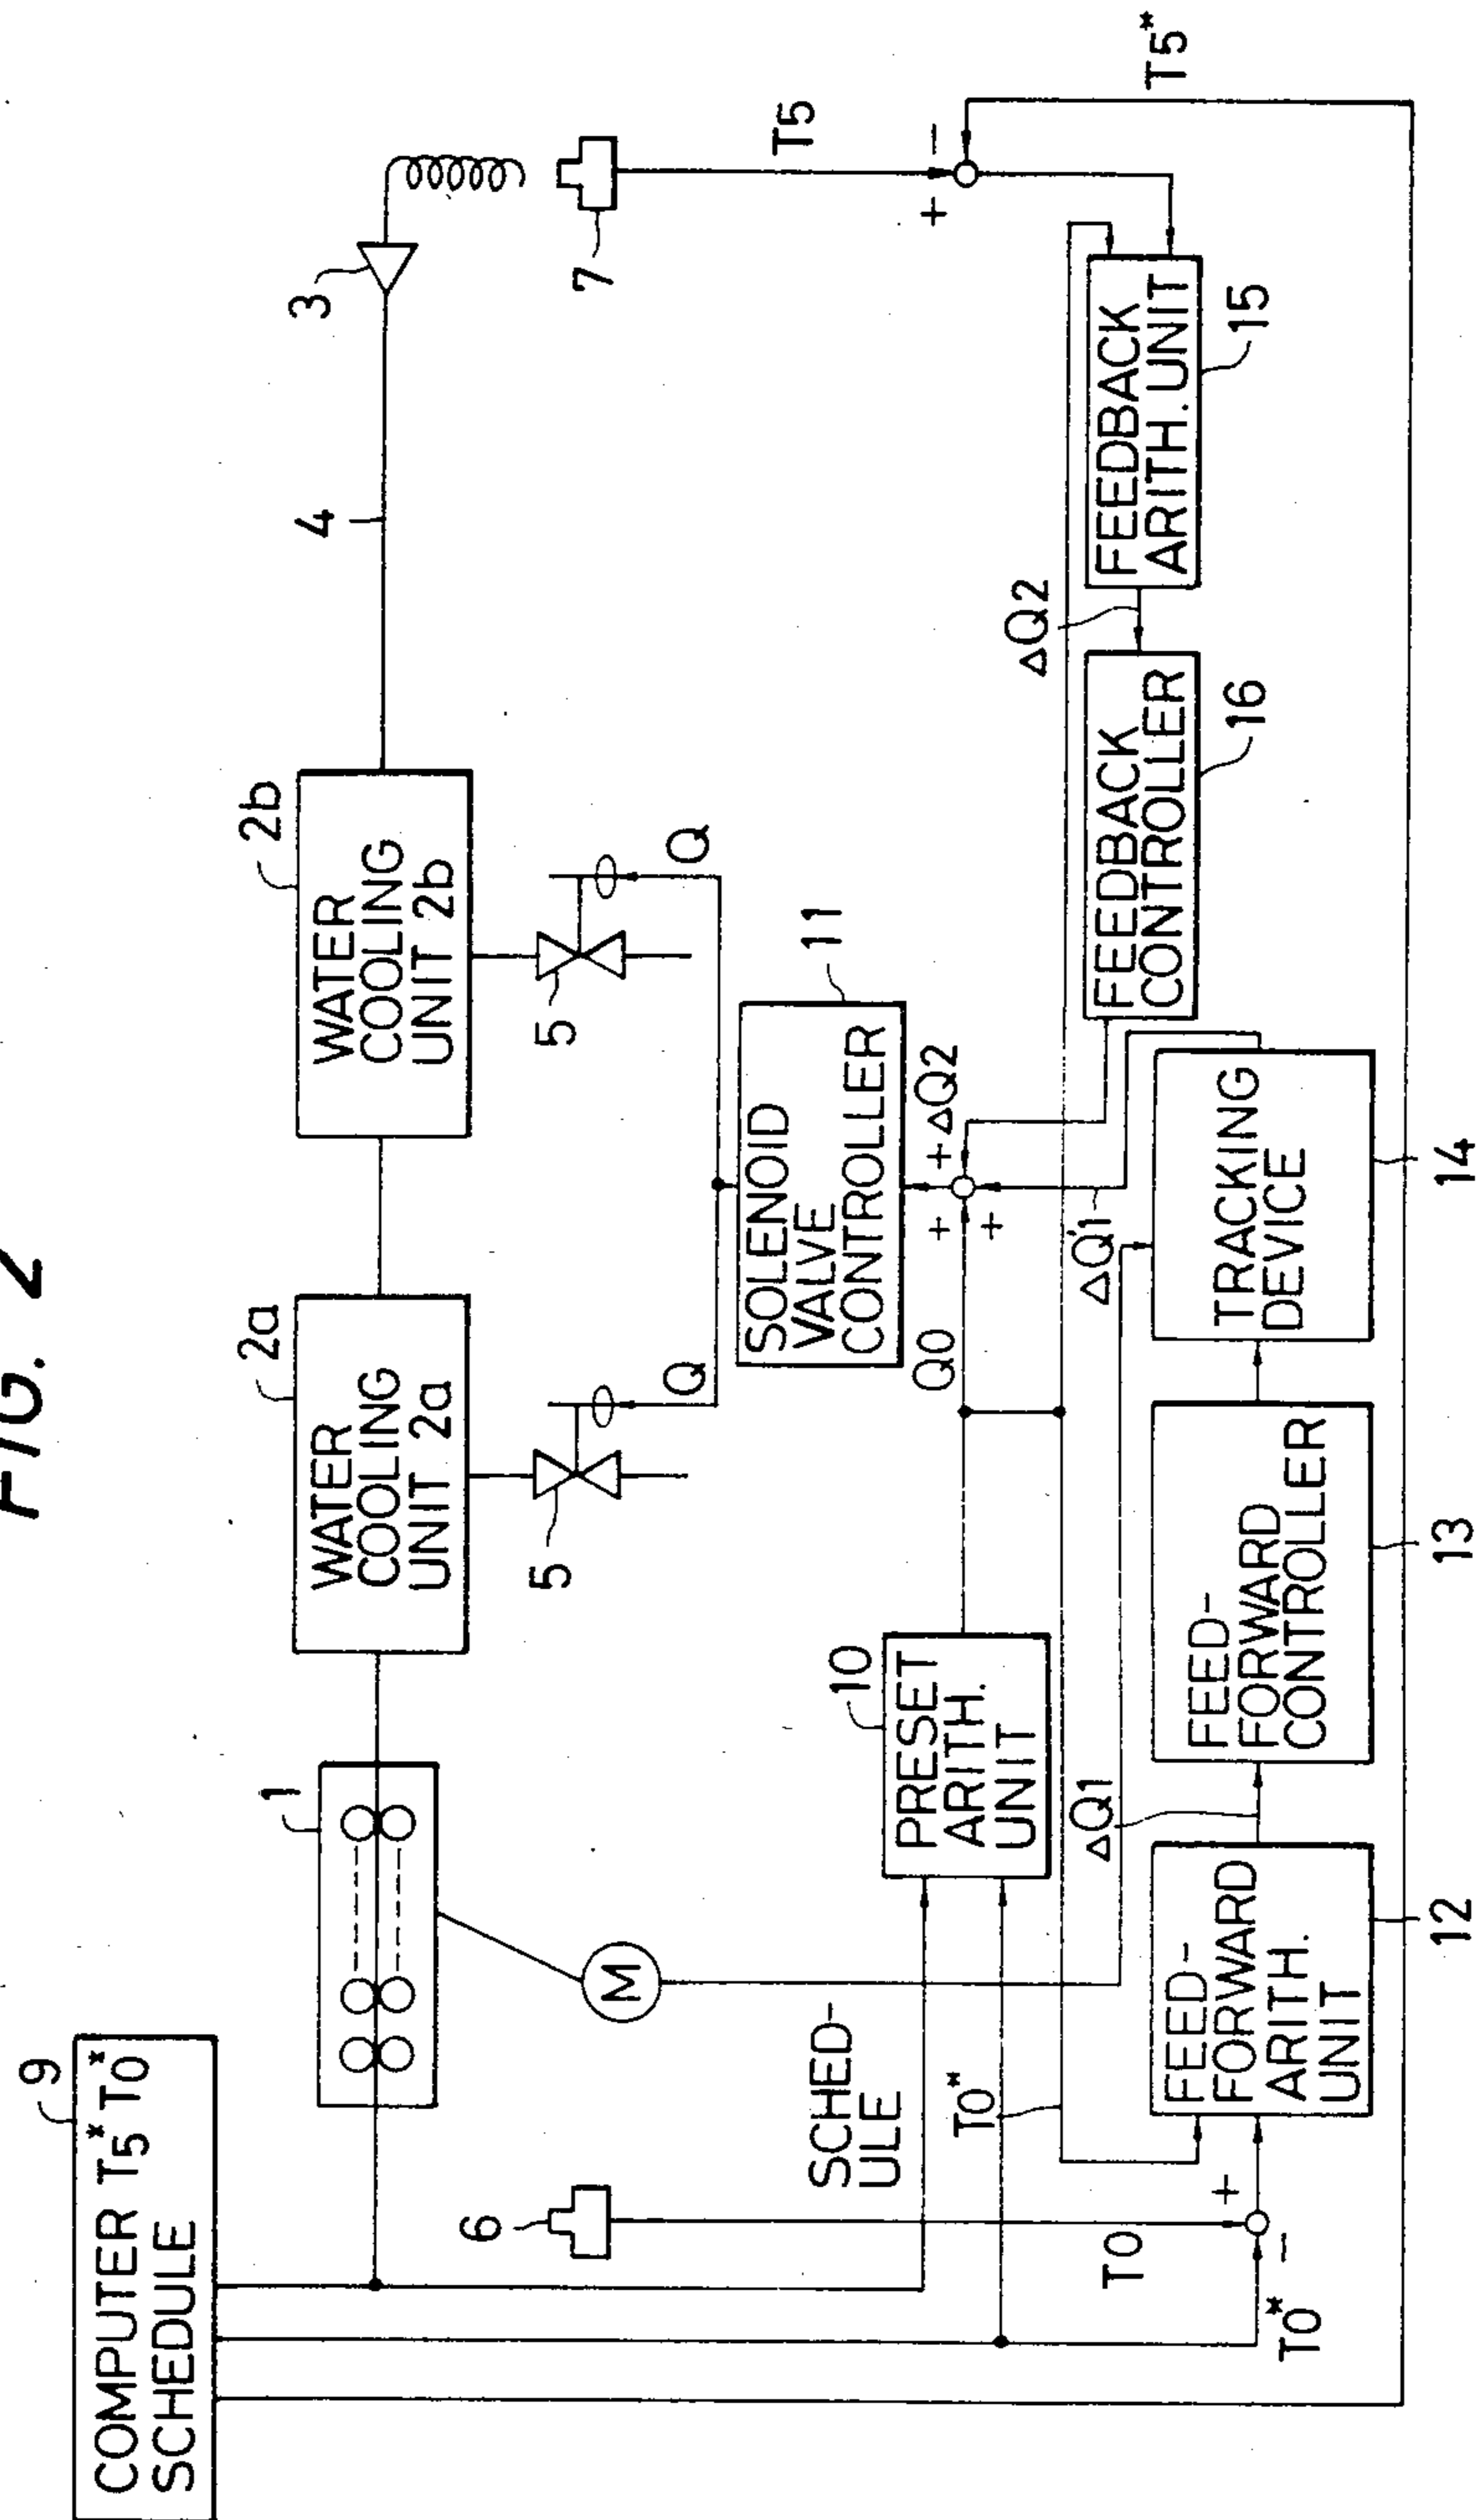 FIG. 2
9
COMPUTER T5* T0*
SCHEDULE
1
2a
WATER
COOLING
UNIT 2a
2b
WATER
COOLING
UNIT 2b
4
3
5
5
6
7
M
Q
Q
T5
T5*
SCHED-
ULE
T0*
T0
T0*
+
−
10
PRESET
ARITH.
UNIT
Q0
11
SOLENOID
VALVE
CONTROLLER
+
+
+
ΔQ2
ΔQ'1
ΔQ1
ΔQ2
+
−
12
FEED-
FORWARD
ARITH.
UNIT
13
FEED-
FORWARD
CONTROLLER
14
TRACKING
DEVICE
16
FEEDBACK
CONTROLLER
15
FEEDBACK
ARITH. UNIT